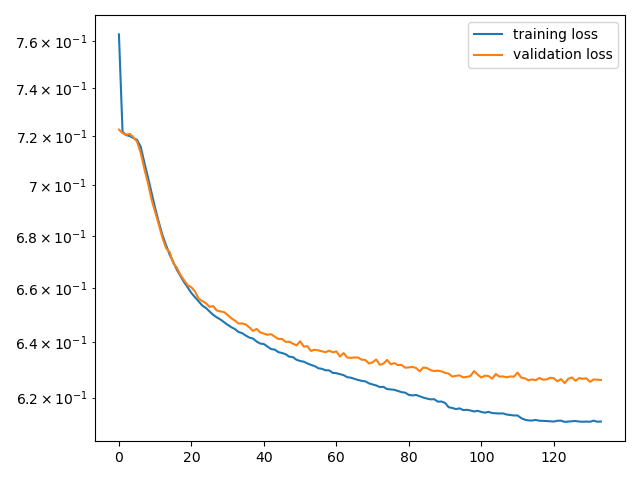 training loss
validation loss
7.6 × 10⁻¹
7.4 × 10⁻¹
7.2 × 10⁻¹
7 × 10⁻¹
6.8 × 10⁻¹
6.6 × 10⁻¹
6.4 × 10⁻¹
6.2 × 10⁻¹
0 20 40 60 80 100 120